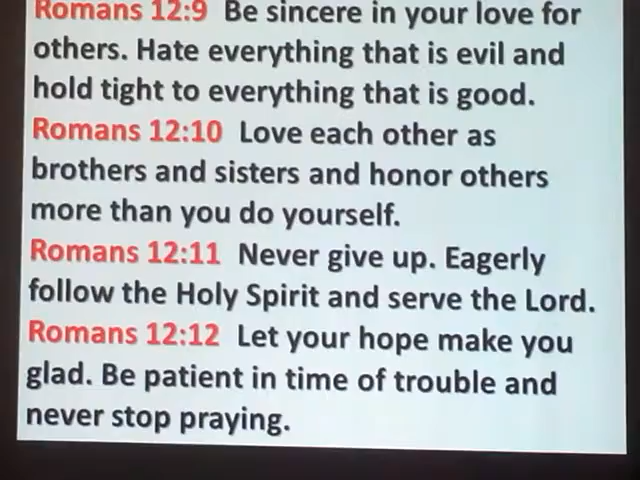 Romans 12:9 Be sincere in your love for
others. Hate everything that is evil and
hold tight to everything that is good.
Romans 12:10 Love each other as
brothers and sisters and honor others
more than you do yourself.
Romans 12:11 Never give up. Eagerly
follow the Holy Spirit and serve the Lord.
Romans 12:12 Let your hope make you
glad. Be patient in time of trouble and
never stop praying.